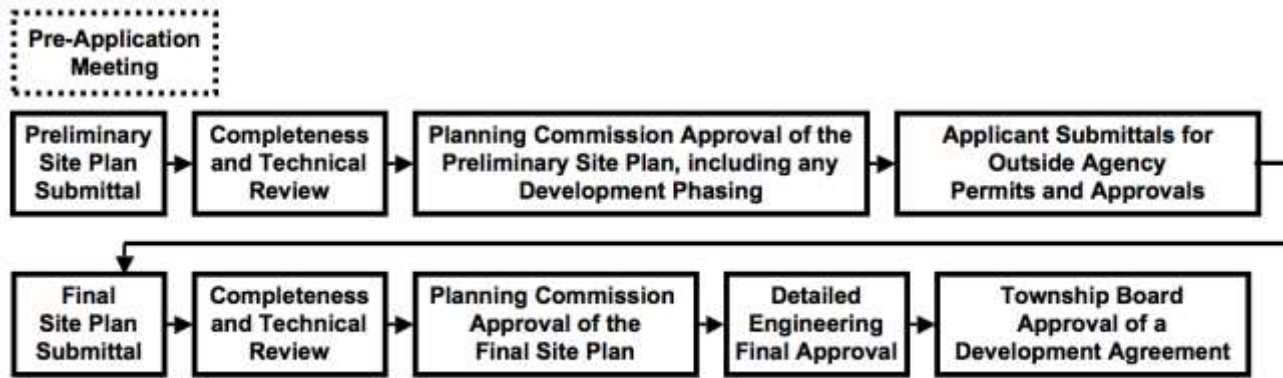 Pre-Application
Meeting
Preliminary
Site Plan
Submittal
Completeness
and Technical
Review
Planning Commission Approval of the
Preliminary Site Plan, including any
Development Phasing
Applicant Submittals for
Outside Agency
Permits and Approvals
Final
Site Plan
Submittal
Completeness
and Technical
Review
Planning Commission
Approval of the
Final Site Plan
Detailed
Engineering
Final Approval
Township Board
Approval of a
Development Agreement